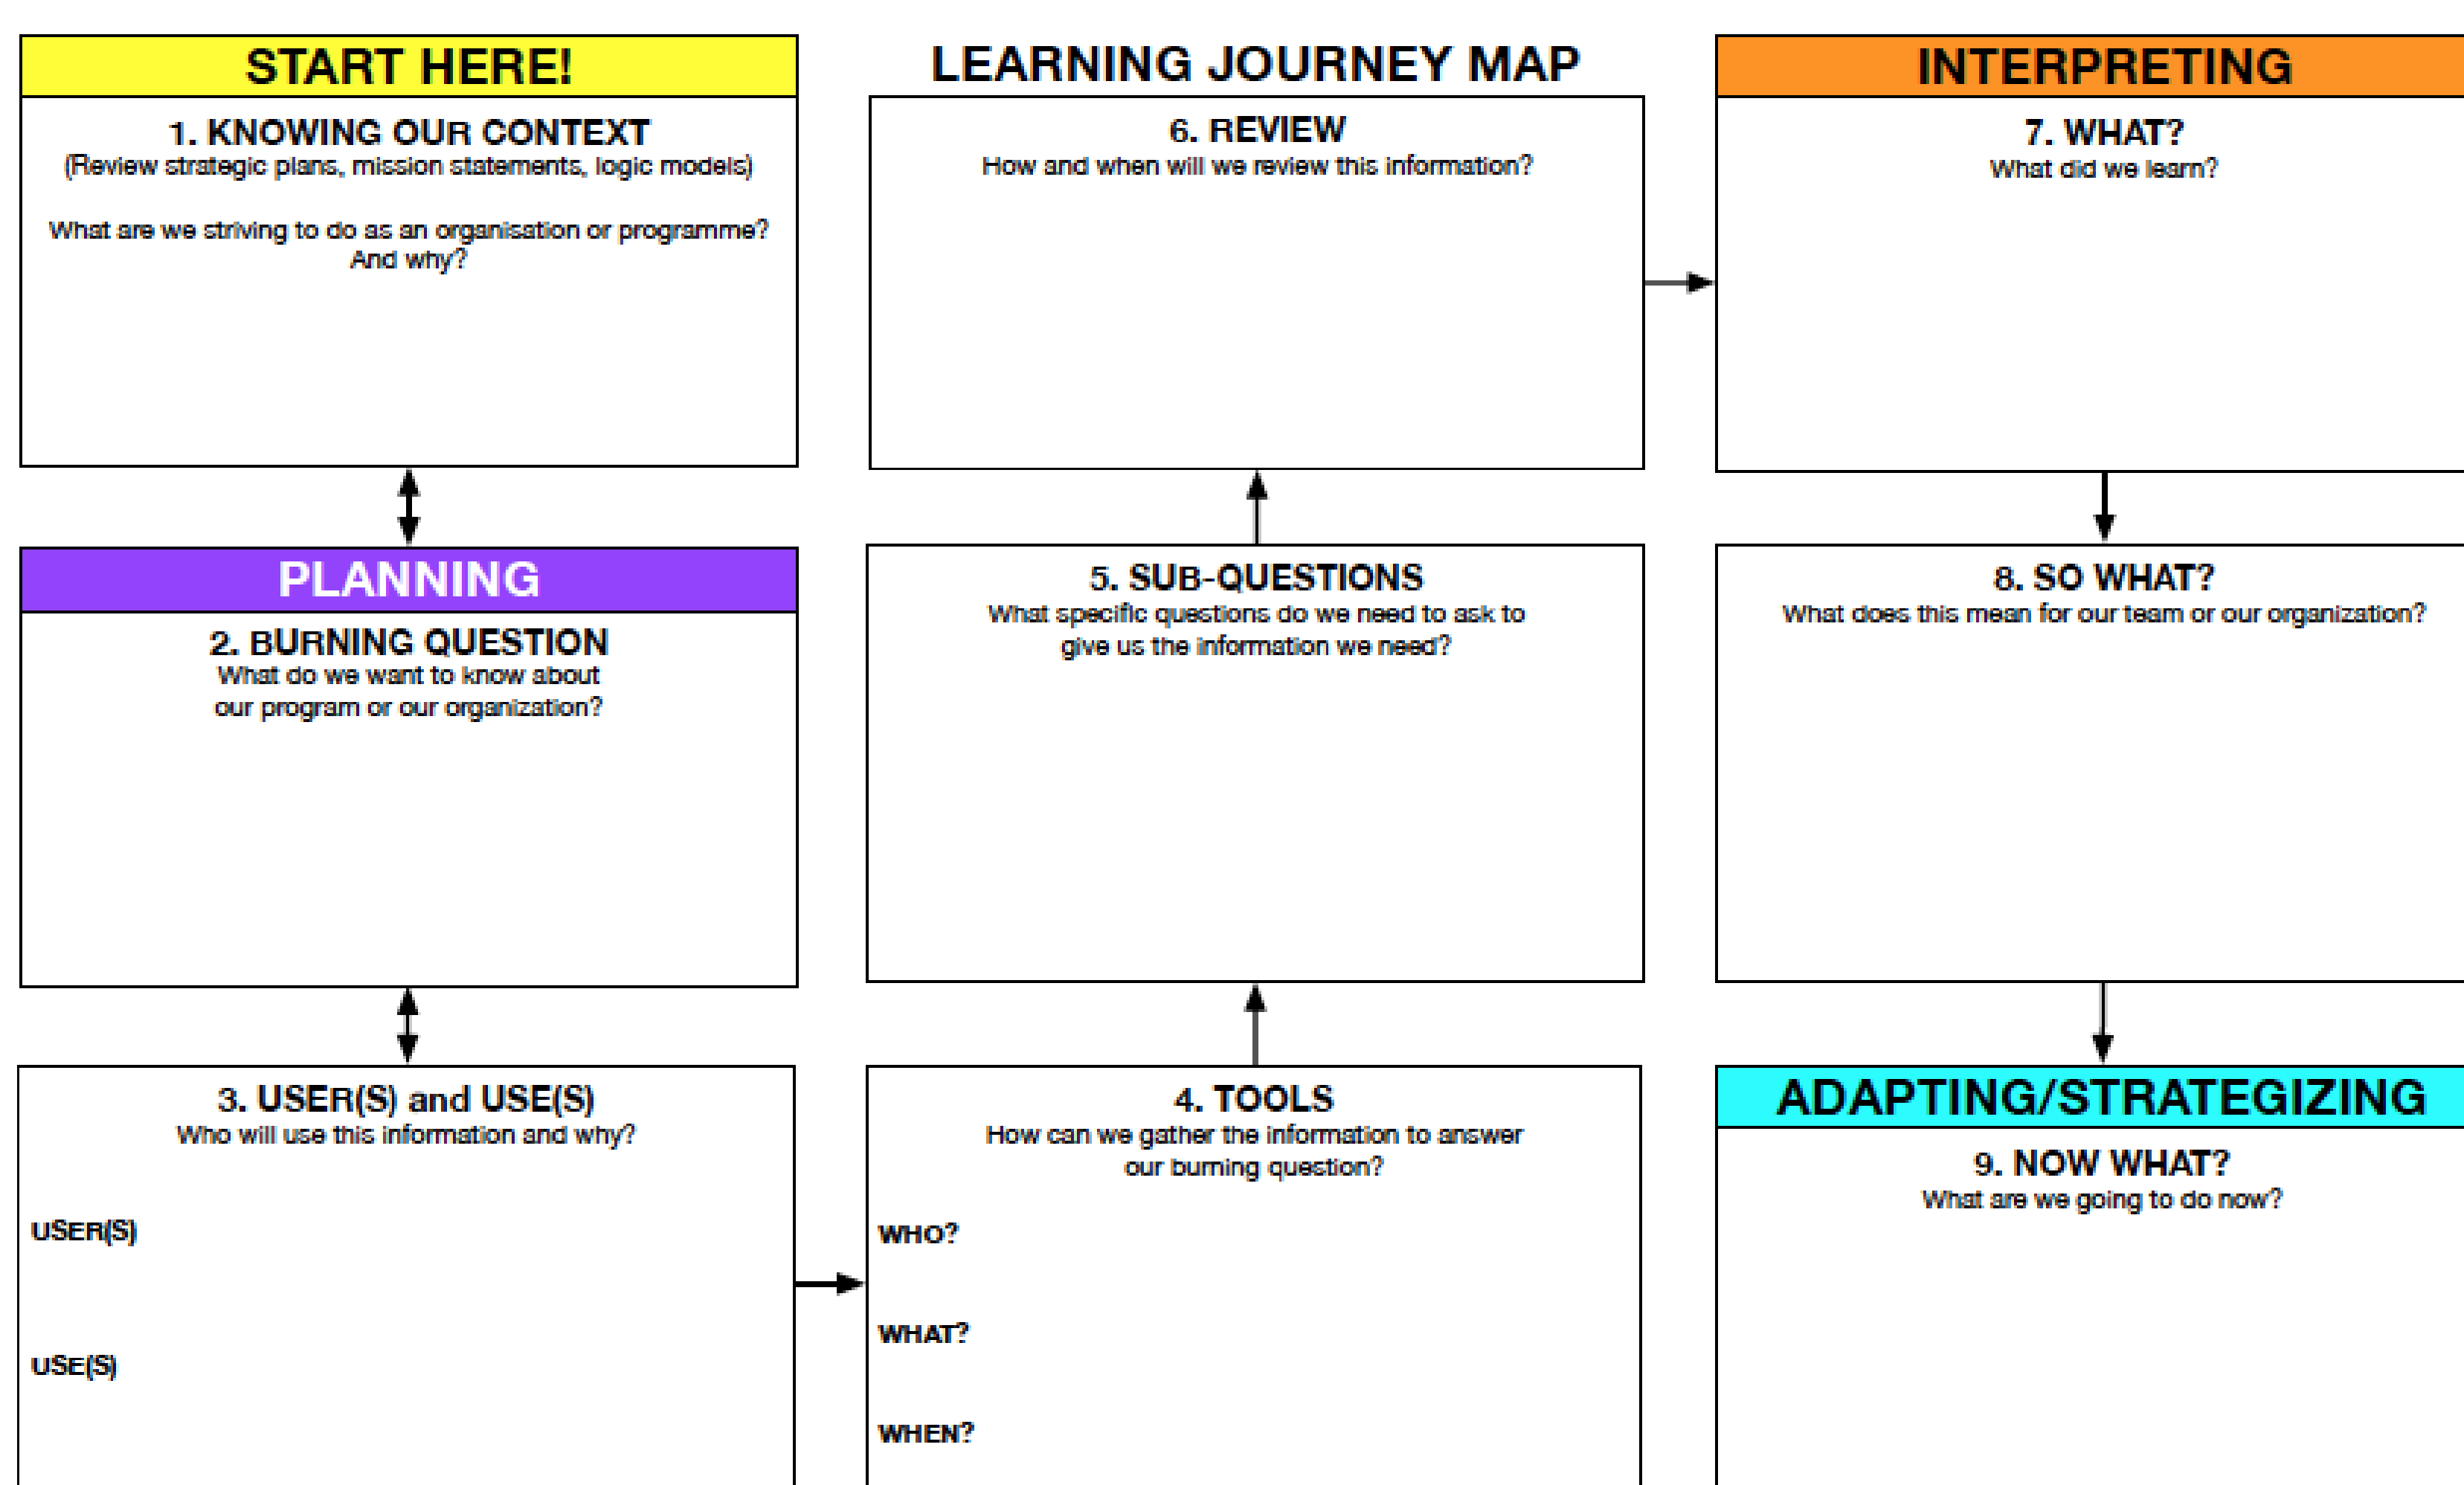 START HERE!
1. KNOWING OUR CONTEXT
(Review strategic plans, mission statements, logic models)
What are we striving to do as an organisation or programme?
And why?
PLANNING
2. BURNING QUESTION
What do we want to know about
our program or our organization?
3. USER(S) and USE(S)
Who will use this information and why?
USER(S)
USE(S)
LEARNING JOURNEY MAP
6. REVIEW
How and when will we review this information?
5. SUB-QUESTIONS
What specific questions do we need to ask to
give us the information we need?
4. TOOLS
How can we gather the information to answer
our burning question?
WHO?
WHAT?
WHEN?
INTERPRETING
7. WHAT?
What did we learn?
8. SO WHAT?
What does this mean for our team or our organization?
ADAPTING/STRATEGIZING
9. NOW WHAT?
What are we going to do now?